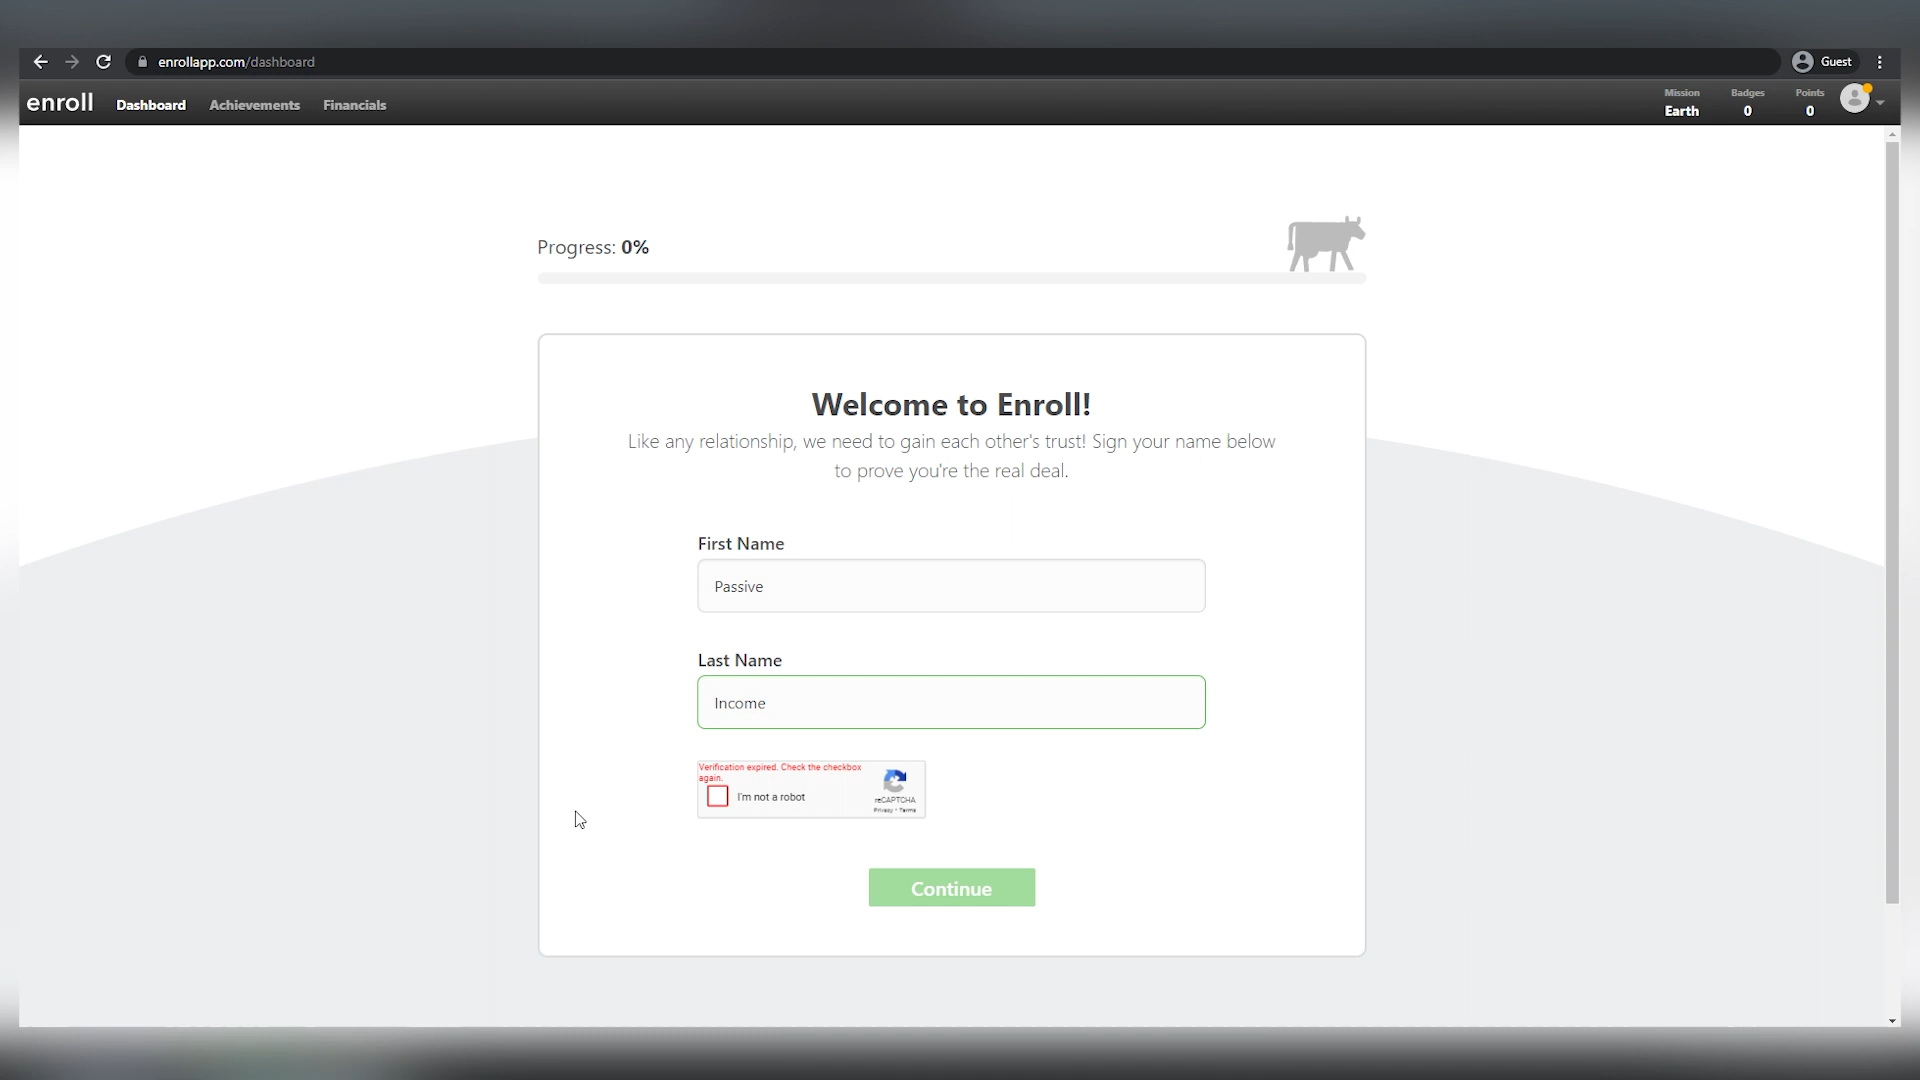 enrollapp.com/dashboard
Guest
enroll Dashboard Achievements Financials
Mission Badges Points
Earth 0 0
Progress: 0%
Welcome to Enroll!
Like any relationship, we need to gain each other's trust! Sign your name below
to prove you're the real deal.
First Name
Passive
Last Name
Income
Verification expired. Check the checkbox
again.
I'm not a robot
reCAPTCHA
Privacy - Terms
Continue